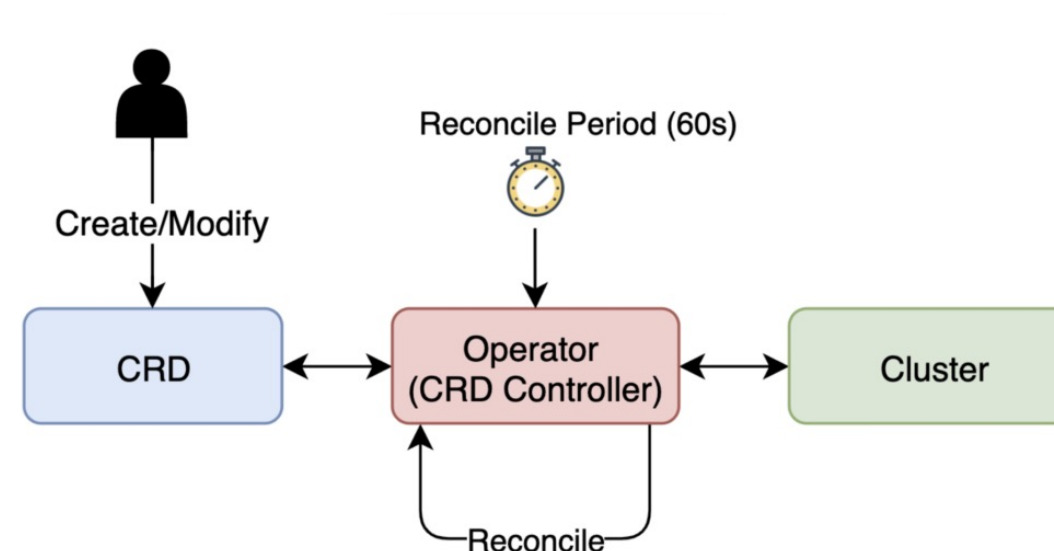 Reconcile Period (60s)
Create/Modify
CRD
Operator
(CRD Controller)
Cluster
Reconcile